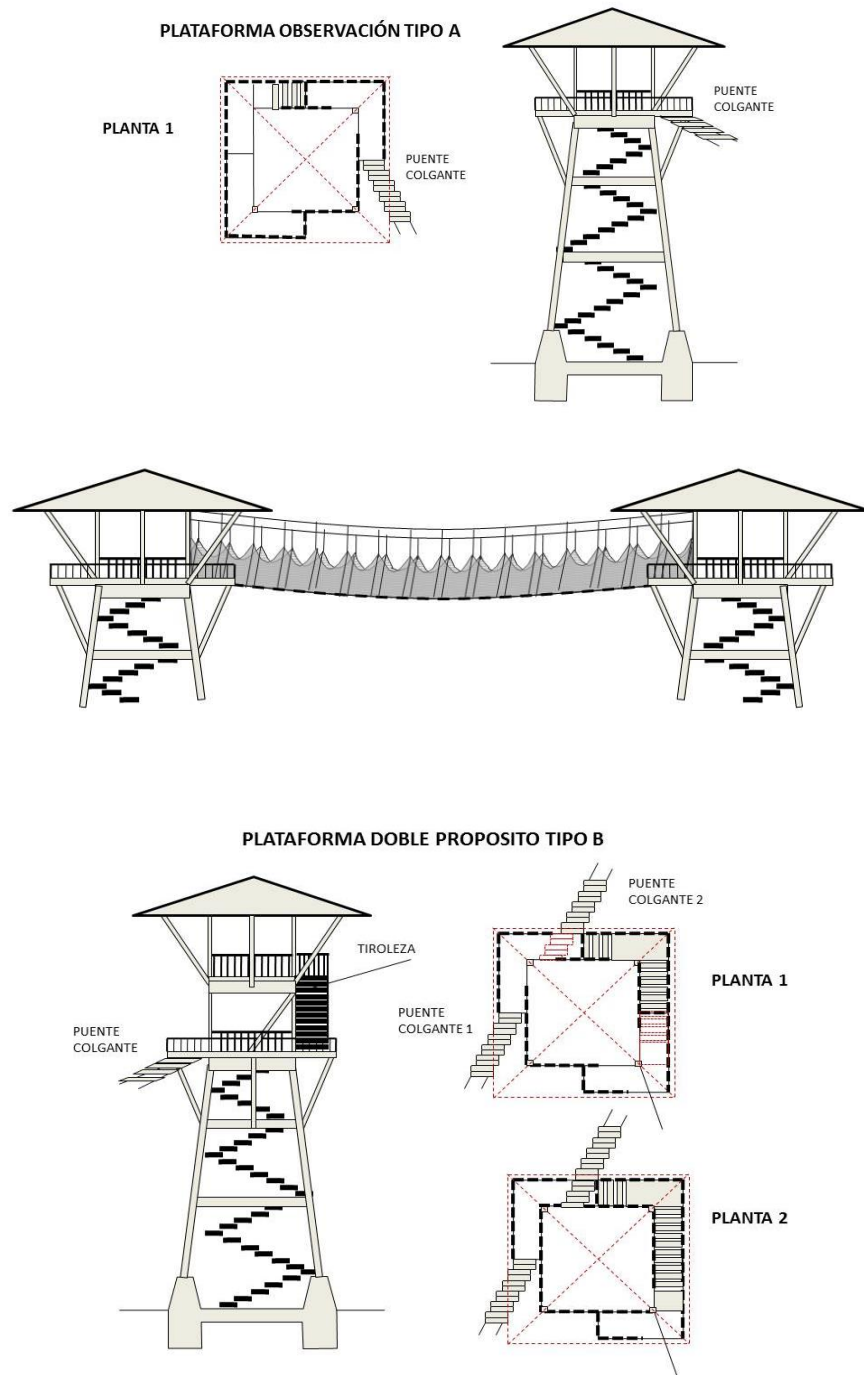 PLATAFORMA OBSERVACIÓN TIPO A
PLANTA 1
PUENTE
COLGANTE
PUENTE
COLGANTE
PLATAFORMA DOBLE PROPOSITO TIPO B
PUENTE
COLGANTE
TIROLEZA
PUENTE
COLGANTE 1
PUENTE
COLGANTE 2
PLANTA 1
PLANTA 2